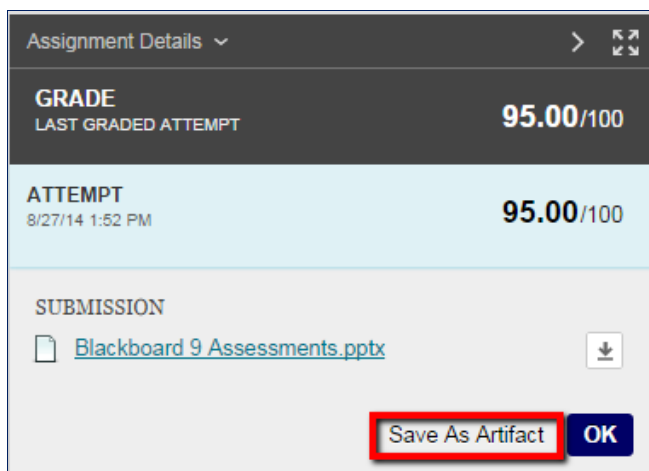 Assignment Details
GRADE
LAST GRADED ATTEMPT
95.00/100
ATTEMPT
8/27/14 1:52 PM
95.00/100
SUBMISSION
Blackboard 9 Assessments.pptx
Save As Artifact
OK